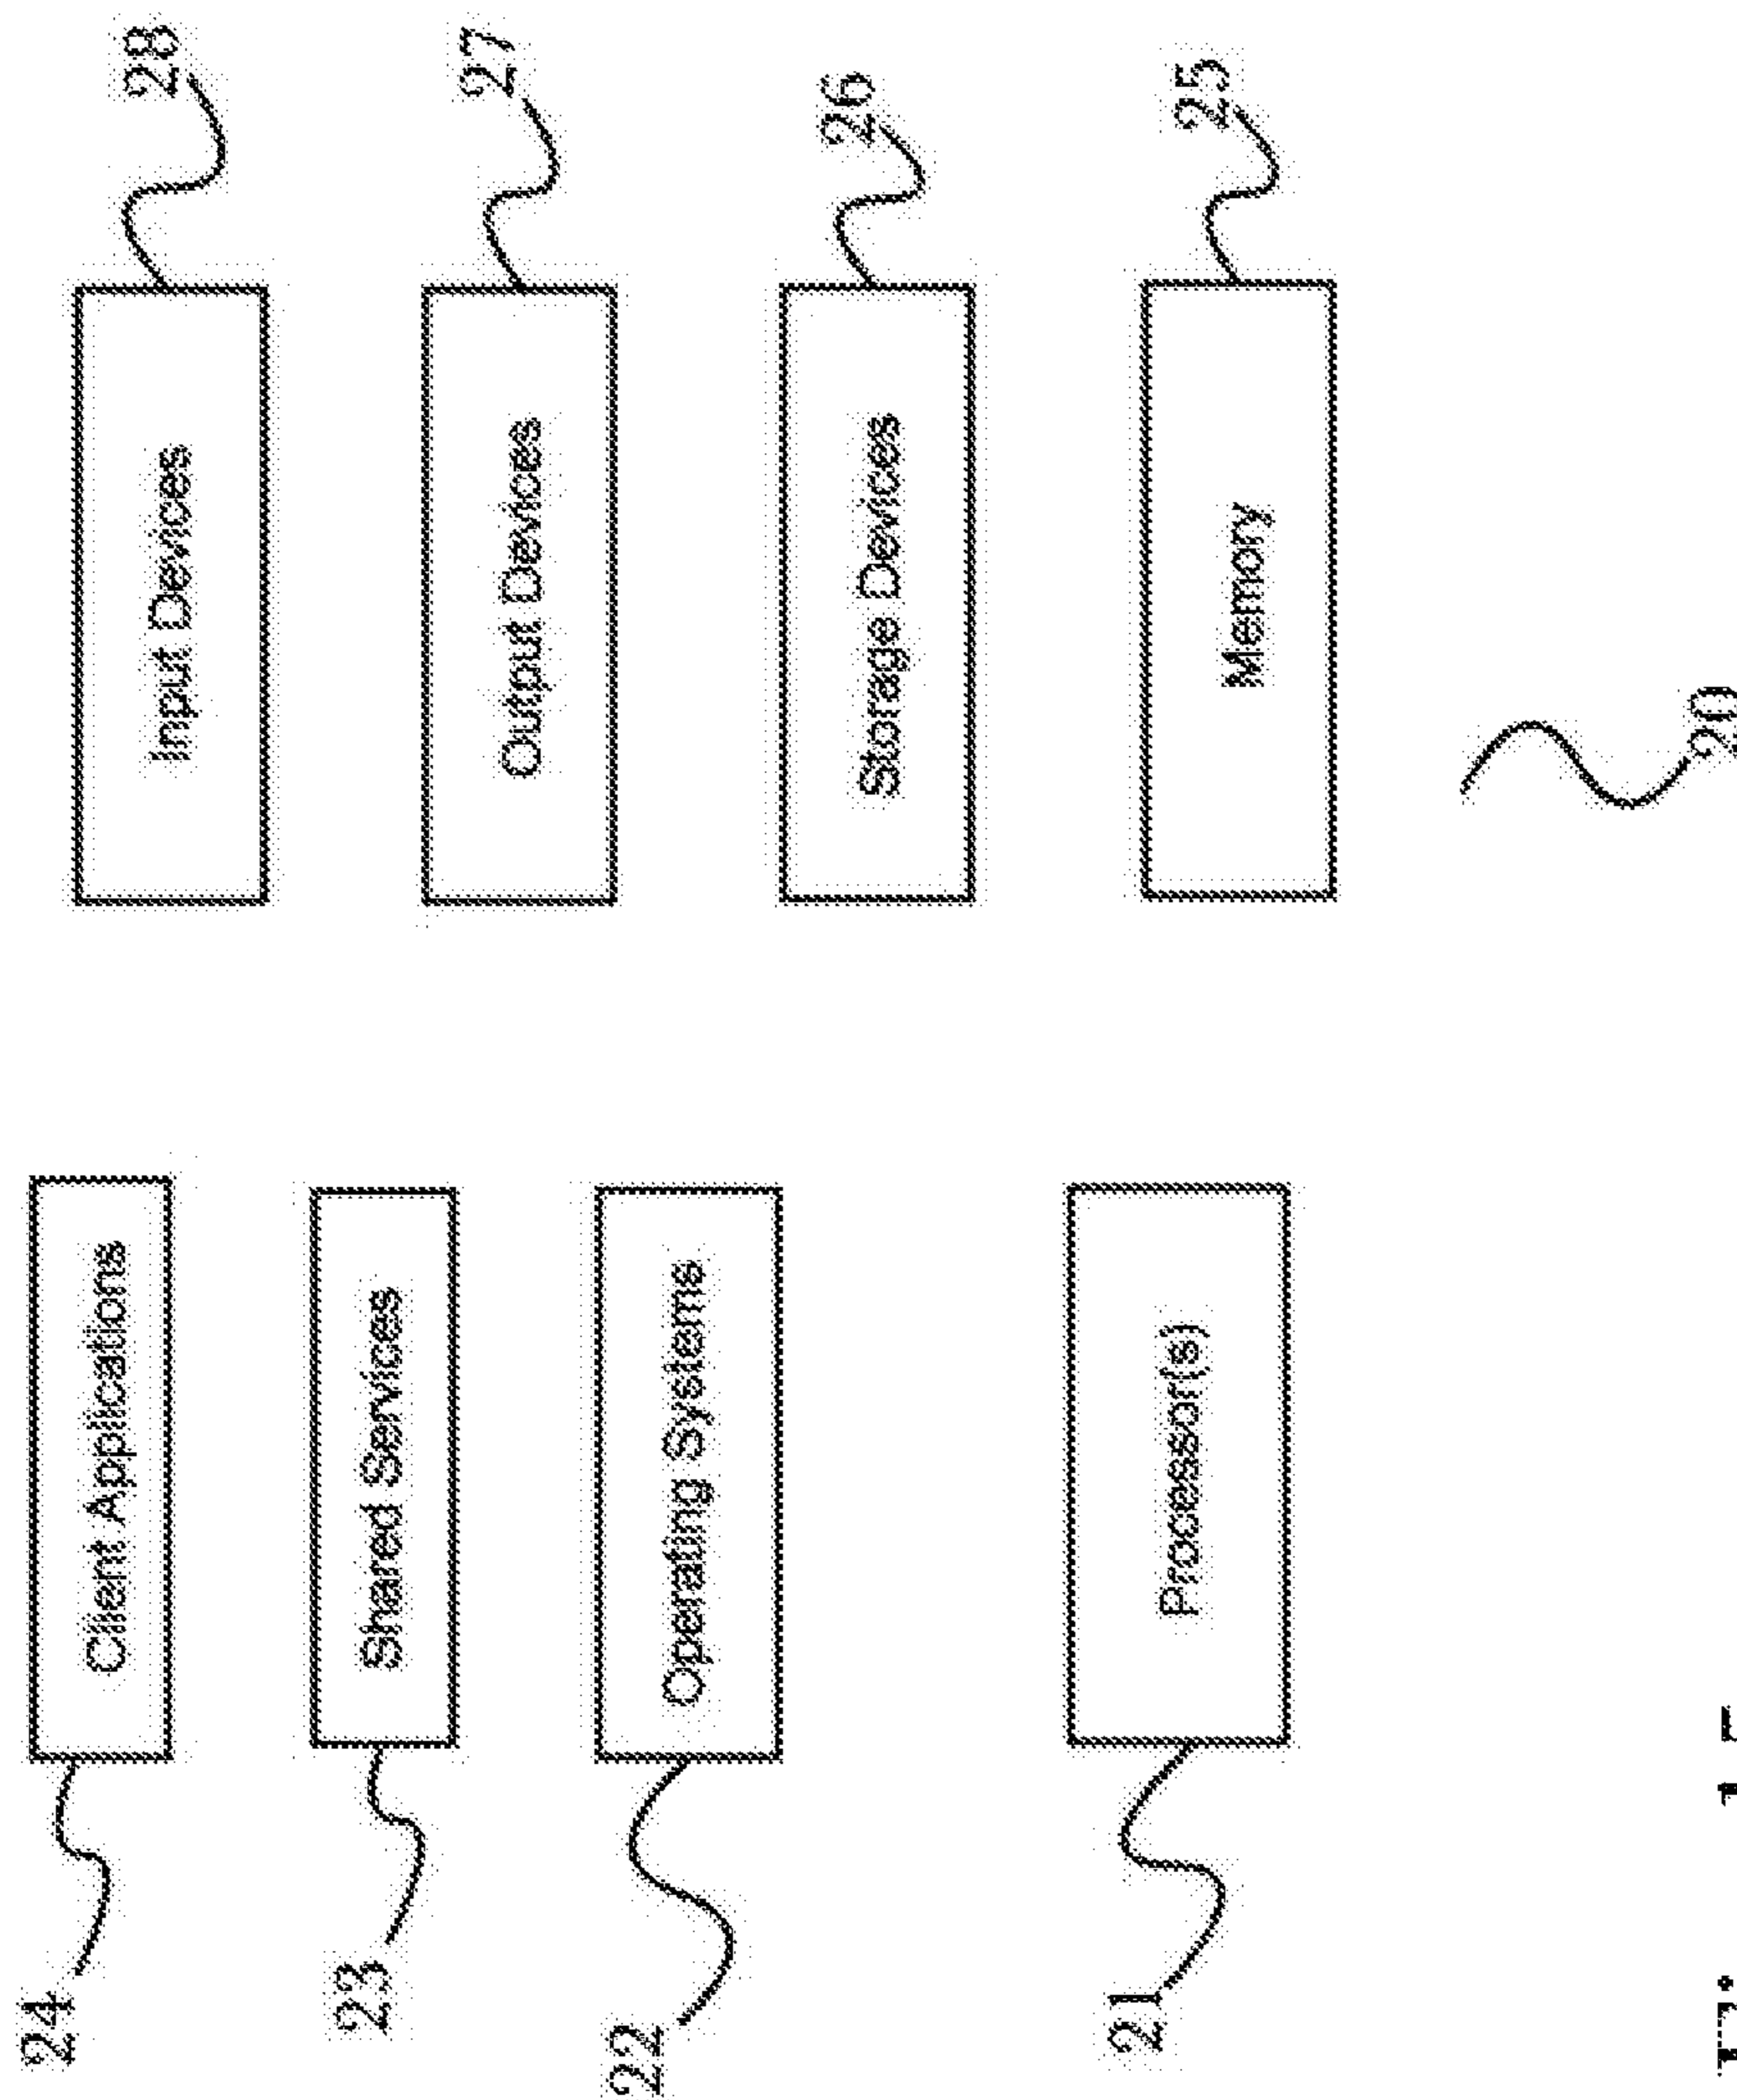 24 Client Applications
Input Devices 28
23 Shared Services
Output Devices 27
22 Operating Systems
Storage Devices 26
21 Processor(s)
Memory 25
20